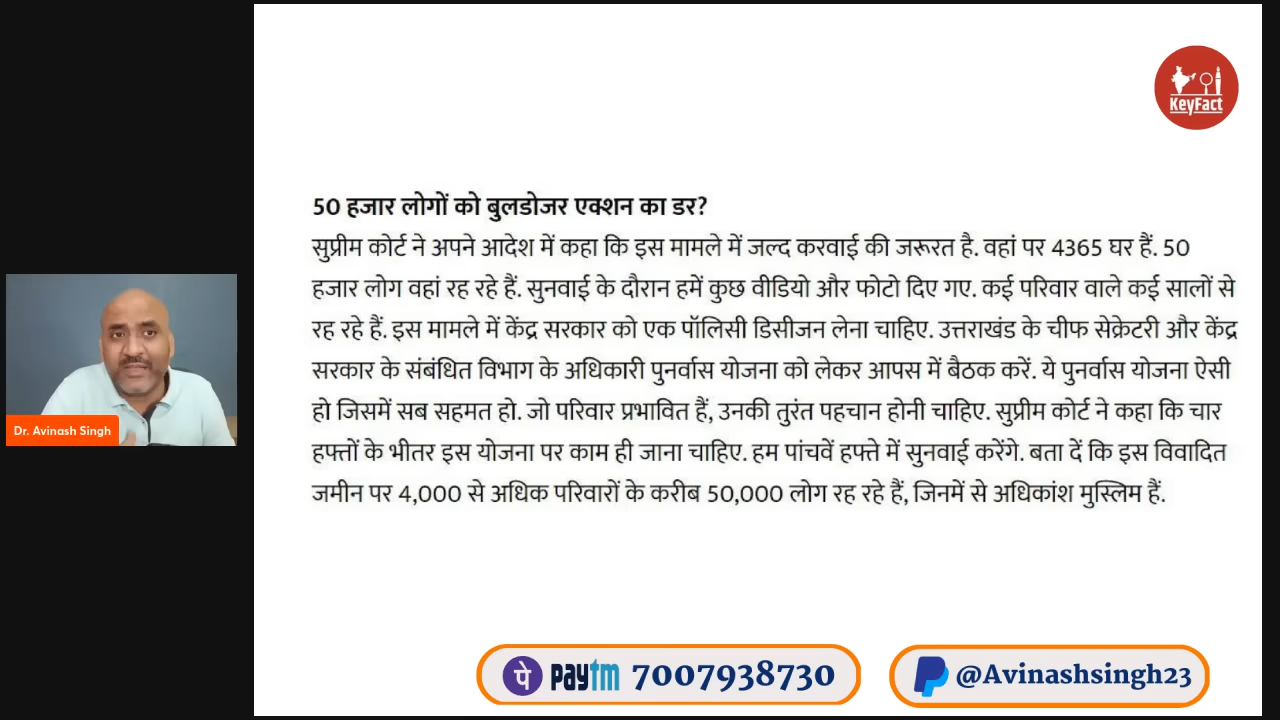 KeyFact
50 हजार लोगों को बुलडोजर एक्शन का डर?
सुप्रीम कोर्ट ने अपने आदेश में कहा कि इस मामले में जल्द करवाई की जरूरत है. वहां पर 4365 घर हैं. 50
हजार लोग वहां रह रहे हैं. सुनवाई के दौरान हमें कुछ वीडियो और फोटो दिए गए. कई परिवार वाले कई सालों से
रह रहे हैं. इस मामले में केंद्र सरकार को एक पॉलिसी डिसीजन लेना चाहिए. उत्तराखंड के चीफ सेक्रेटरी और केंद्र
सरकार के संबंधित विभाग के अधिकारी पुनर्वास योजना को लेकर आपस में बैठक करें. ये पुनर्वास योजना ऐसी
हो जिसमें सब सहमत हो. जो परिवार प्रभावित हैं, उनकी तुरंत पहचान होनी चाहिए. सुप्रीम कोर्ट ने कहा कि चार
हफ्तों के भीतर इस योजना पर काम ही जाना चाहिए. हम पांचवें हफ्ते में सुनवाई करेंगे. बता दें कि इस विवादित
जमीन पर 4,000 से अधिक परिवारों के करीब 50,000 लोग रह रहे हैं, जिनमें से अधिकांश मुस्लिम हैं.
Dr. Avinash Singh
पे paytm 7007938730
@Avinashsingh23